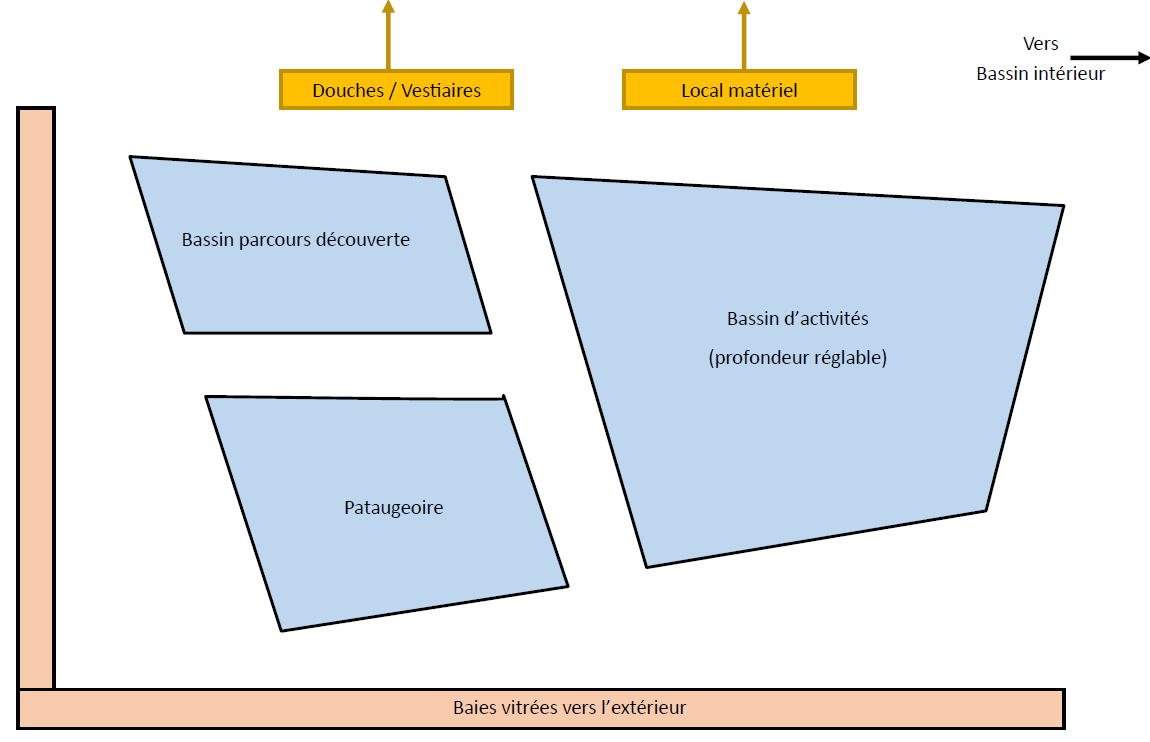 Vers
Bassin intérieur
Douches / Vestiaires
Local matériel
Bassin parcours découverte
Bassin d’activités
(profondeur réglable)
Pataugeoire
Baies vitrées vers l’extérieur